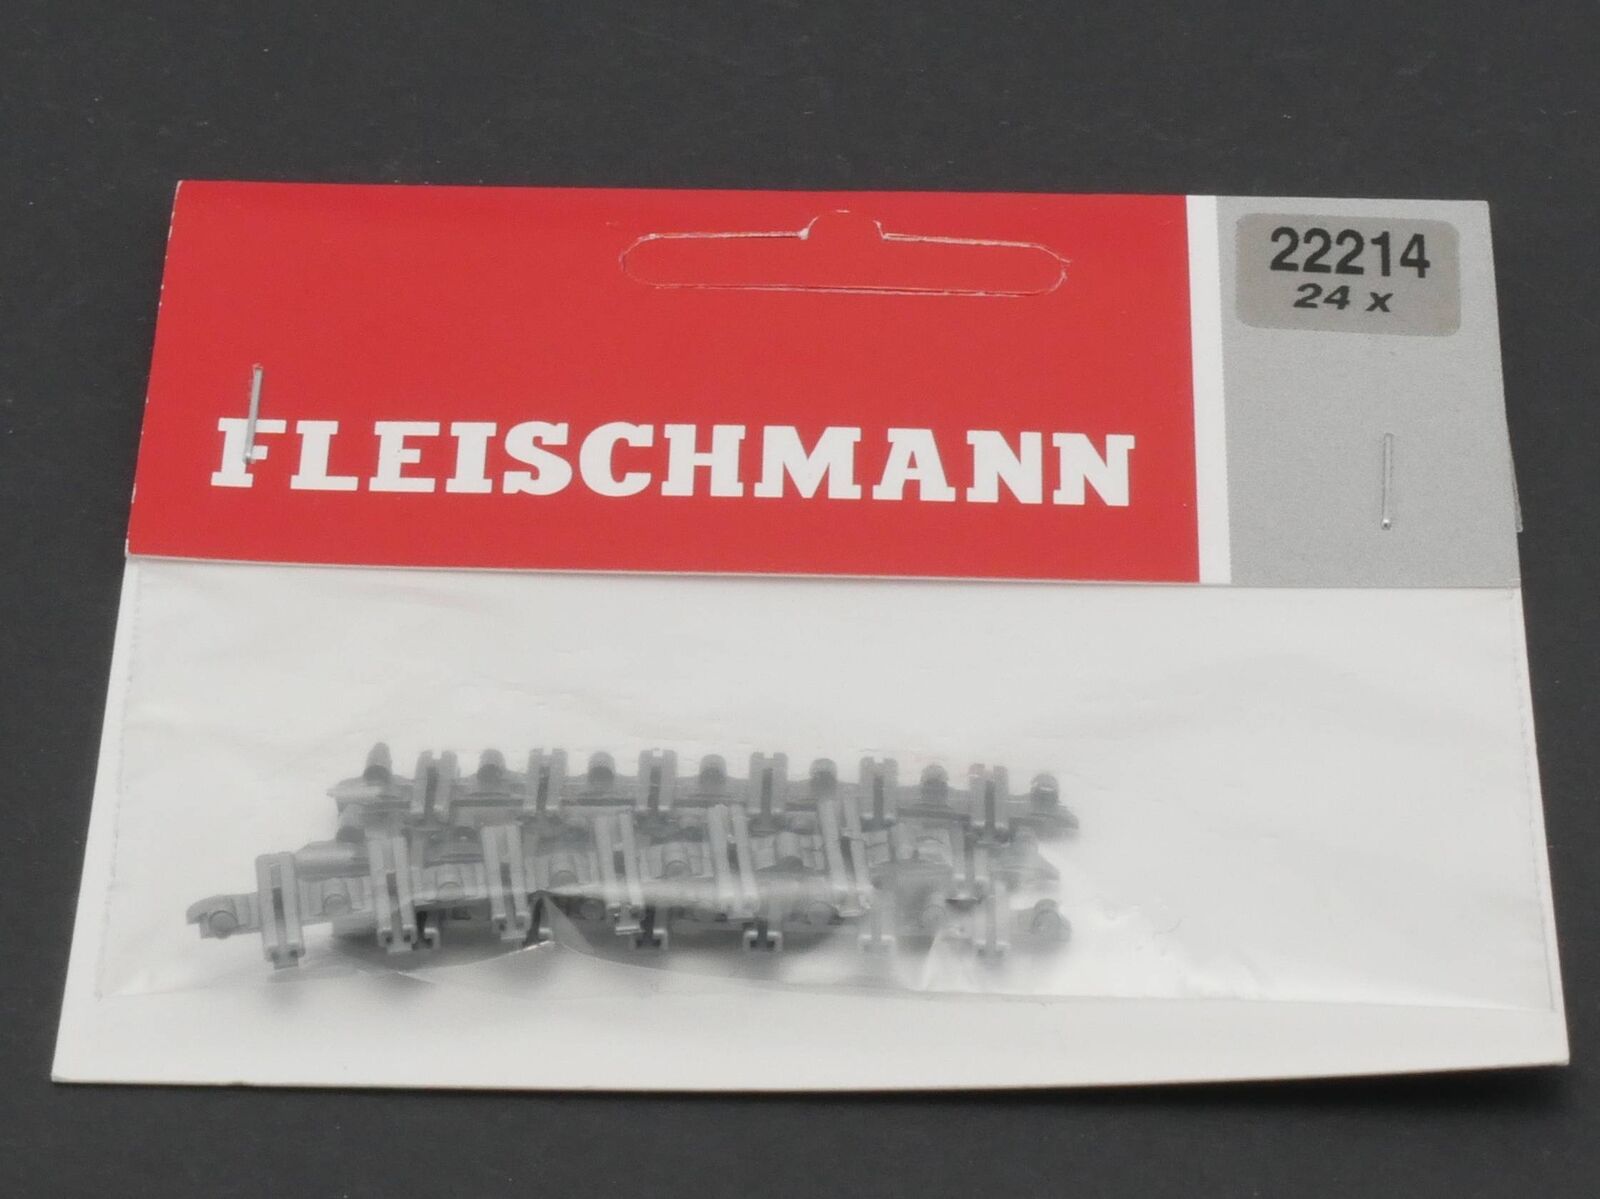 22214
24 x
FLEISCHMANN